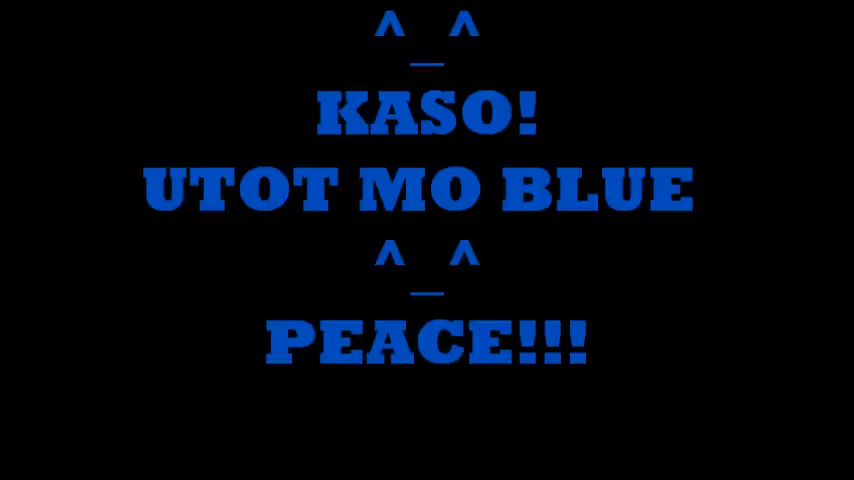 ^_^
KASO!
UTOT MO BLUE
^_^
PEACE!!!